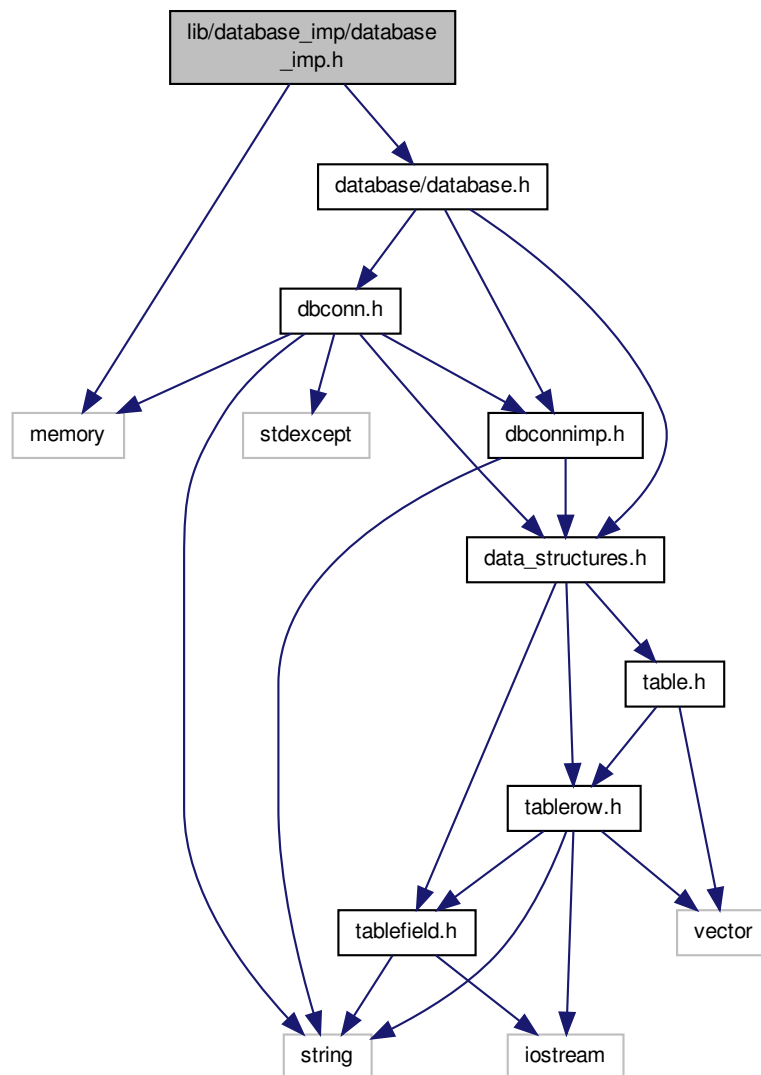 lib/database_imp/database
_imp.h
database/database.h
dbconn.h
memory
stdexcept
dbconnimp.h
data_structures.h
table.h
tablerow.h
tablefield.h
vector
string
iostream